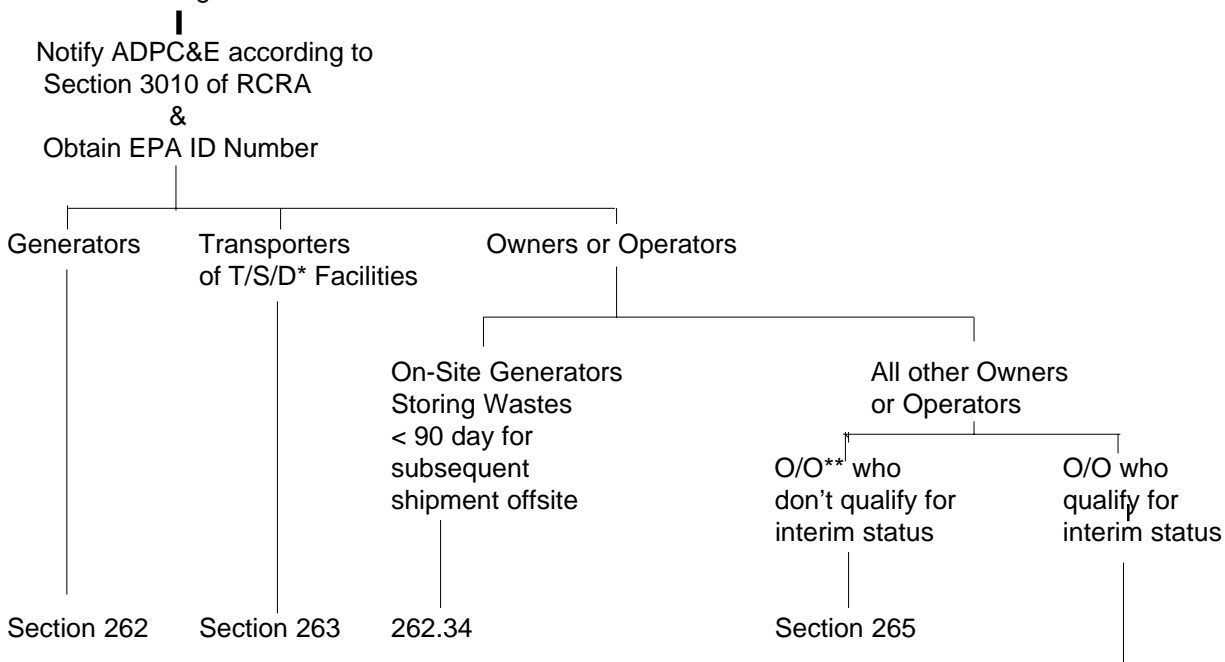 Notify ADPC&E according to
Section 3010 of RCRA
&
Obtain EPA ID Number
Generators
Transporters
of T/S/D* Facilities
Owners or Operators
On-Site Generators
Storing Wastes
< 90 day for
subsequent
shipment offsite
All other Owners
or Operators
O/O** who
don't qualify for
interim status
O/O who
qualify for
interim status
Section 262
Section 263
262.34
Section 265